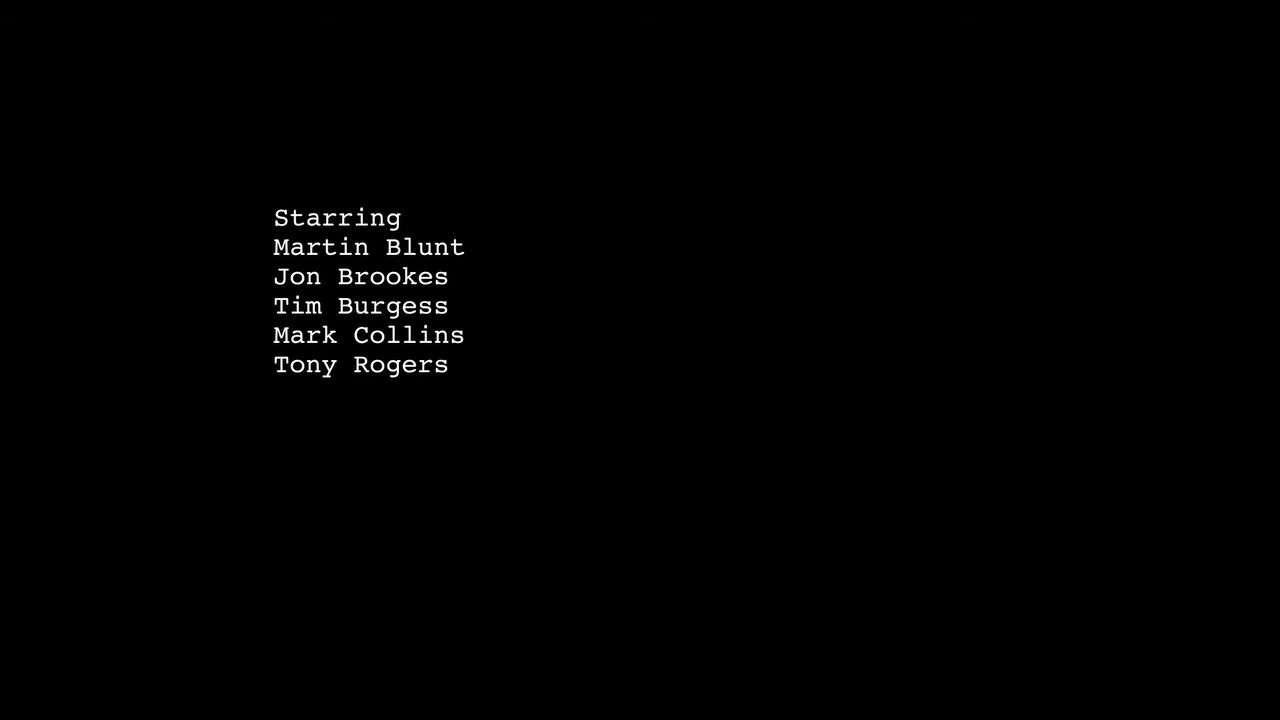 Starring
Martin Blunt
Jon Brookes
Tim Burgess
Mark Collins
Tony Rogers